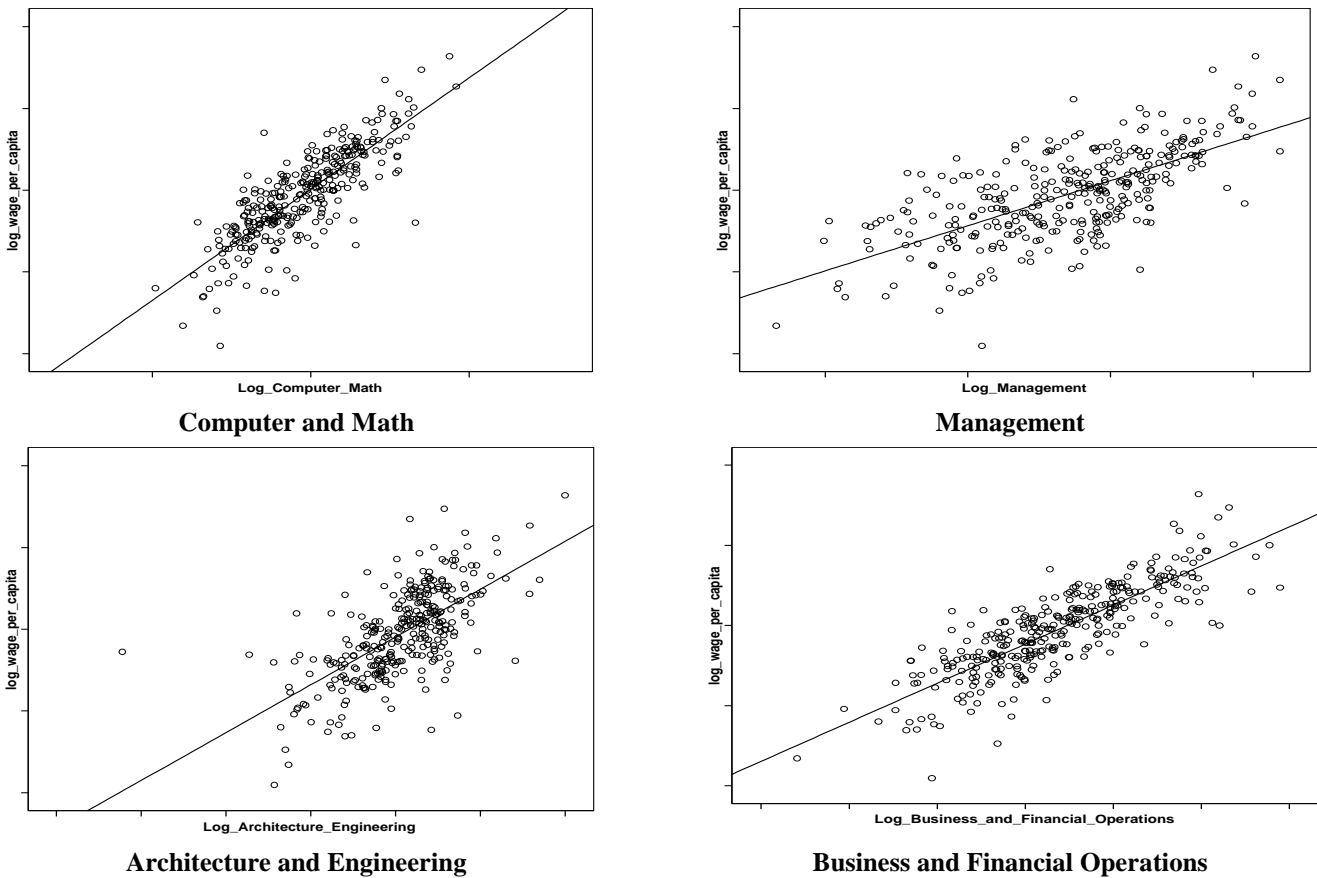 log_wage_per_capita
Log_Computer_Math
Computer and Math
log_wage_per_capita
Log_Management
Management
log_wage_per_capita
Log_Architecture_Engineering
Architecture and Engineering
log_wage_per_capita
Log_Business_and_Financial_Operations
Business and Financial Operations